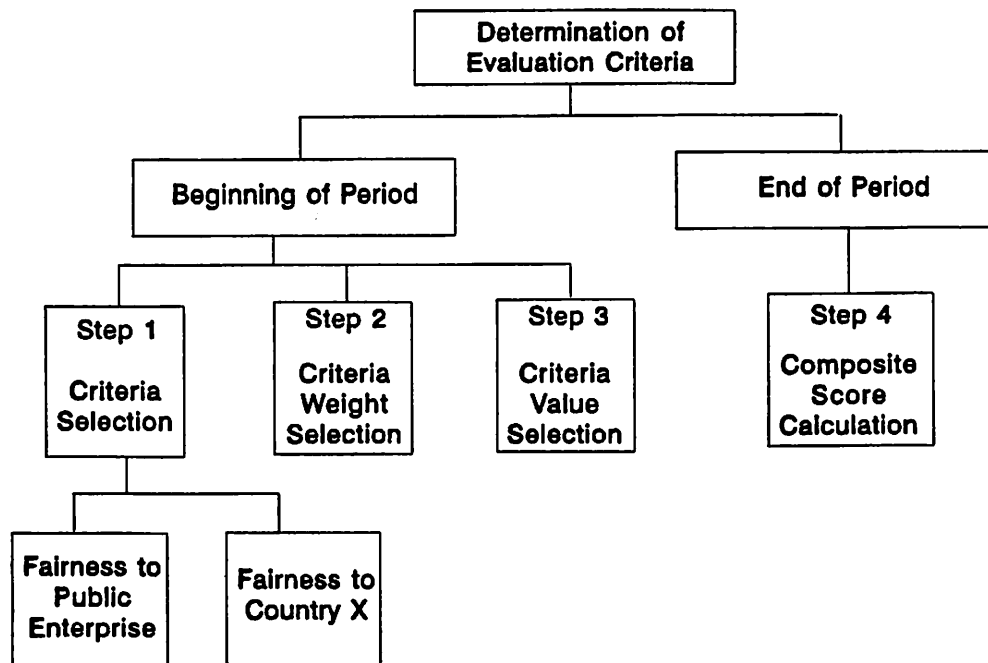 Determination of
Evaluation Criteria
Beginning of Period
End of Period
Step 1
Criteria
Selection
Step 2
Criteria
Weight
Selection
Step 3
Criteria
Value
Selection
Step 4
Composite
Score
Calculation
Fairness to
Public
Enterprise
Fairness to
Country X